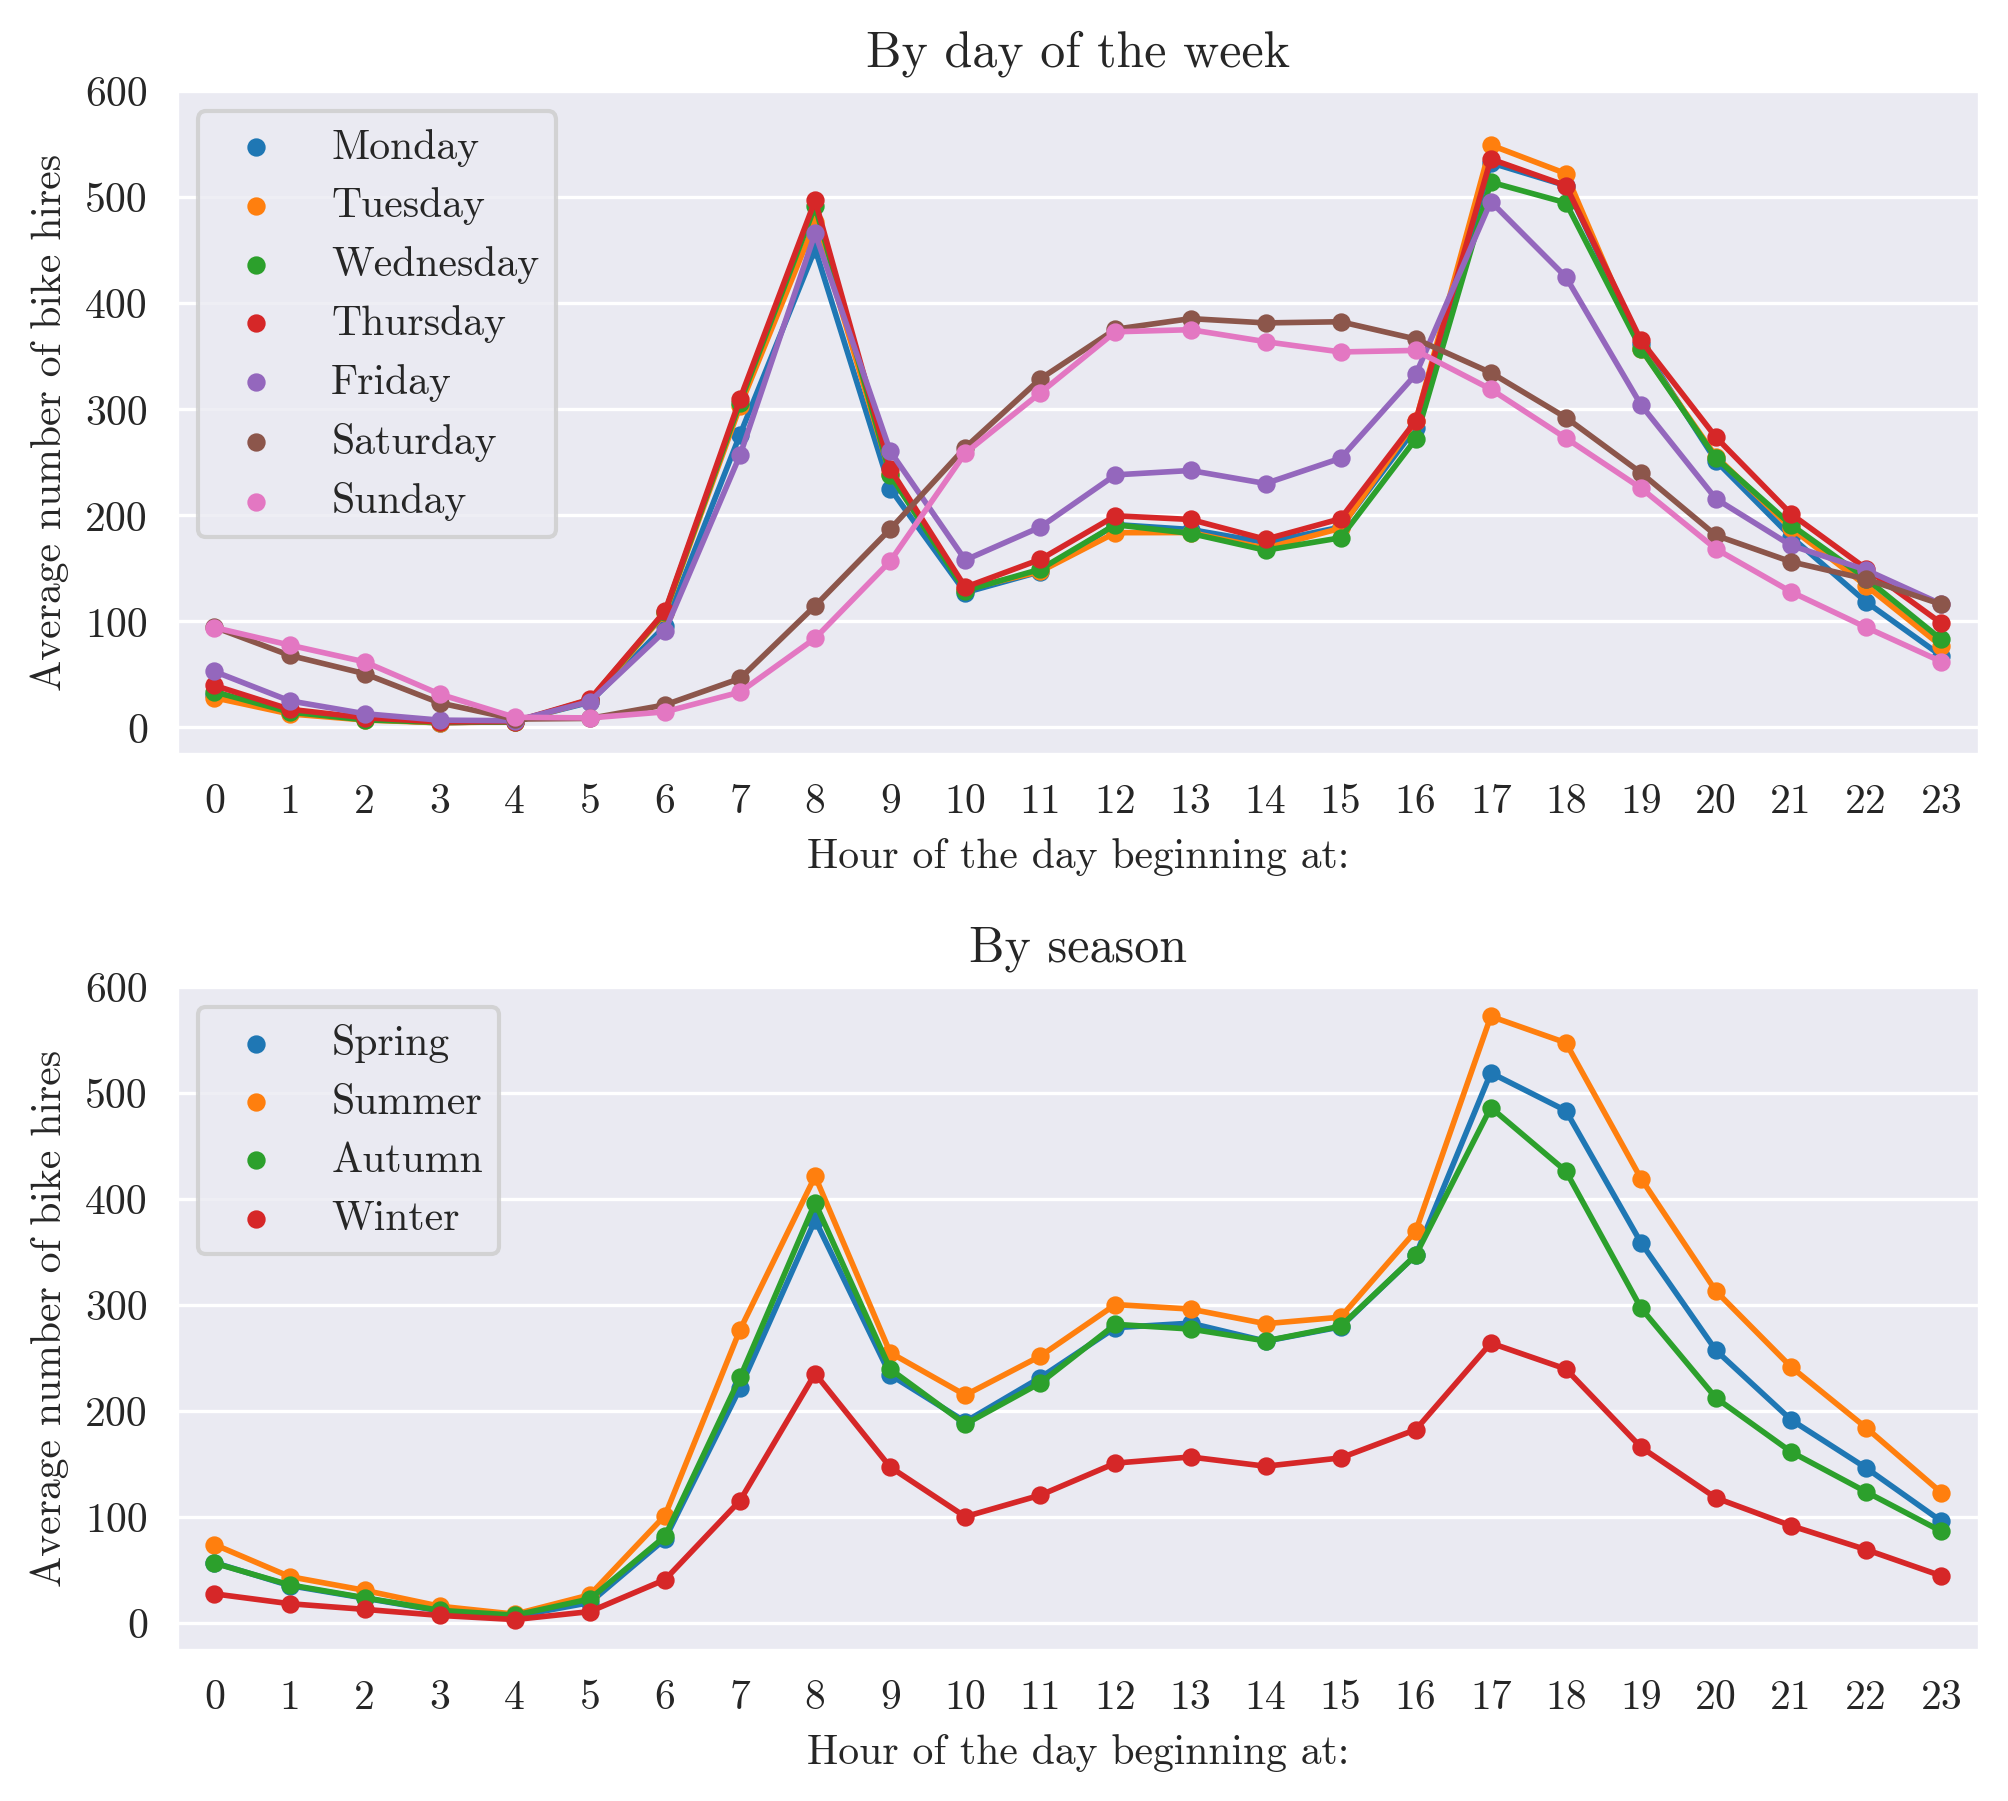 By day of the week
Average number of bike hires
600
500
400
300
200
100
0
Monday
Tuesday
Wednesday
Thursday
Friday
Saturday
Sunday
0 1 2 3 4 5 6 7 8 9 10 11 12 13 14 15 16 17 18 19 20 21 22 23
Hour of the day beginning at:
By season
Average number of bike hires
600
500
400
300
200
100
0
Spring
Summer
Autumn
Winter
0 1 2 3 4 5 6 7 8 9 10 11 12 13 14 15 16 17 18 19 20 21 22 23
Hour of the day beginning at: